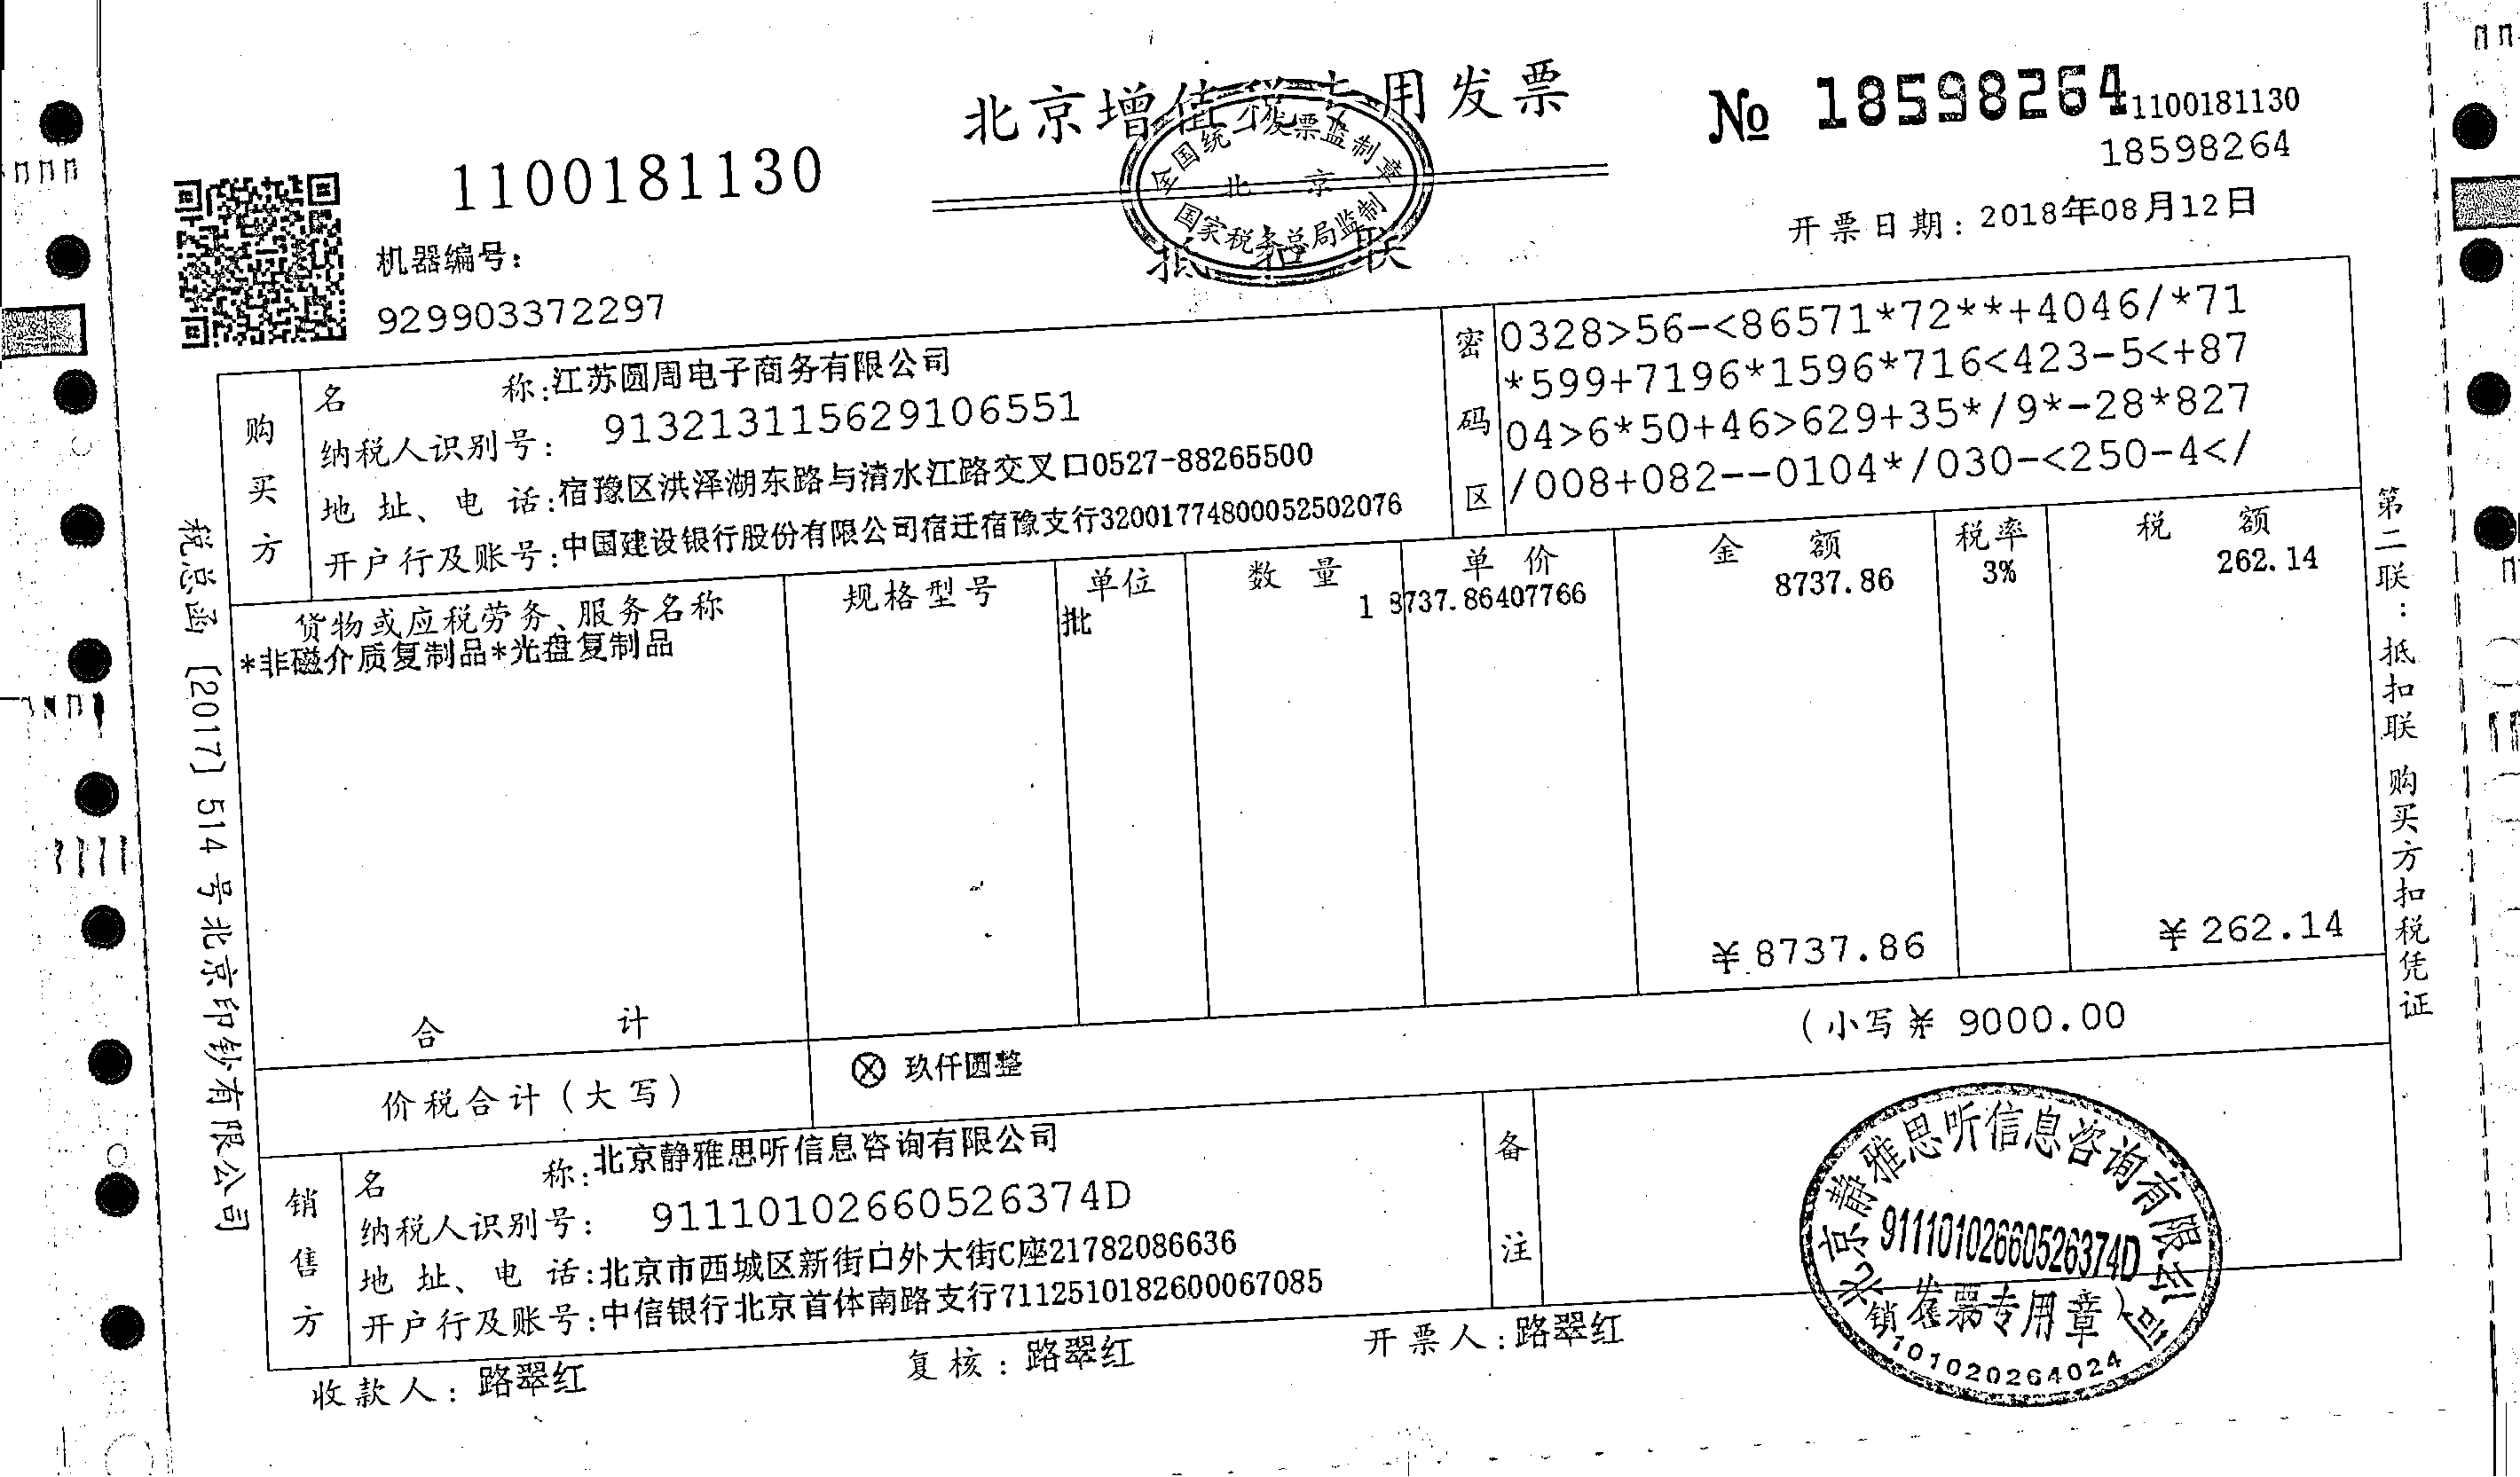 北京增值税专用发票
№ 18598264
1100181130
18598264
1100181130
全国统一发票监制章
北京
国家税务总局监制
抵扣联
开票日期：2018年08月12日
机器编号：
929903372297
购买方
名称：江苏圆周电子商务有限公司
纳税人识别号：913213115629106551
地址、电话：宿豫区洪泽湖东路与清水江路交叉口0527-88265500
开户行及账号：中国建设银行股份有限公司宿迁宿豫支行32001774800052502076
密码区
0328>56-<86571*72**+4046/*71
*599+7196*1596*716<423-5<+87
04>6*50+46>629+35*/9*-28*827
/008+082--0104*/030-<250-4</
货物或应税劳务、服务名称 规格型号 单位 数量 单价 金额 税率 税额
*非磁介质复制品*光盘复制品 批 1 8737.86407766 8737.86 3% 262.14
合计 ¥8737.86 ¥262.14
价税合计（大写） ⊗ 玖仟圆整 （小写¥ 9000.00
销售方
名称：北京静雅思听信息咨询有限公司
纳税人识别号：91110102660526374D
地址、电话：北京市西城区新街口外大街C座21782086636
开户行及账号：中信银行北京首体南路支行7112510182600067085
备注
收款人：路翠红 复核：路翠红 开票人：路翠红
北京静雅思听信息咨询有限公司
91110102660526374D
发票专用章
101020264024
税总函［2017］514号北京印钞有限公司
第二联：抵扣联 购买方扣税凭证